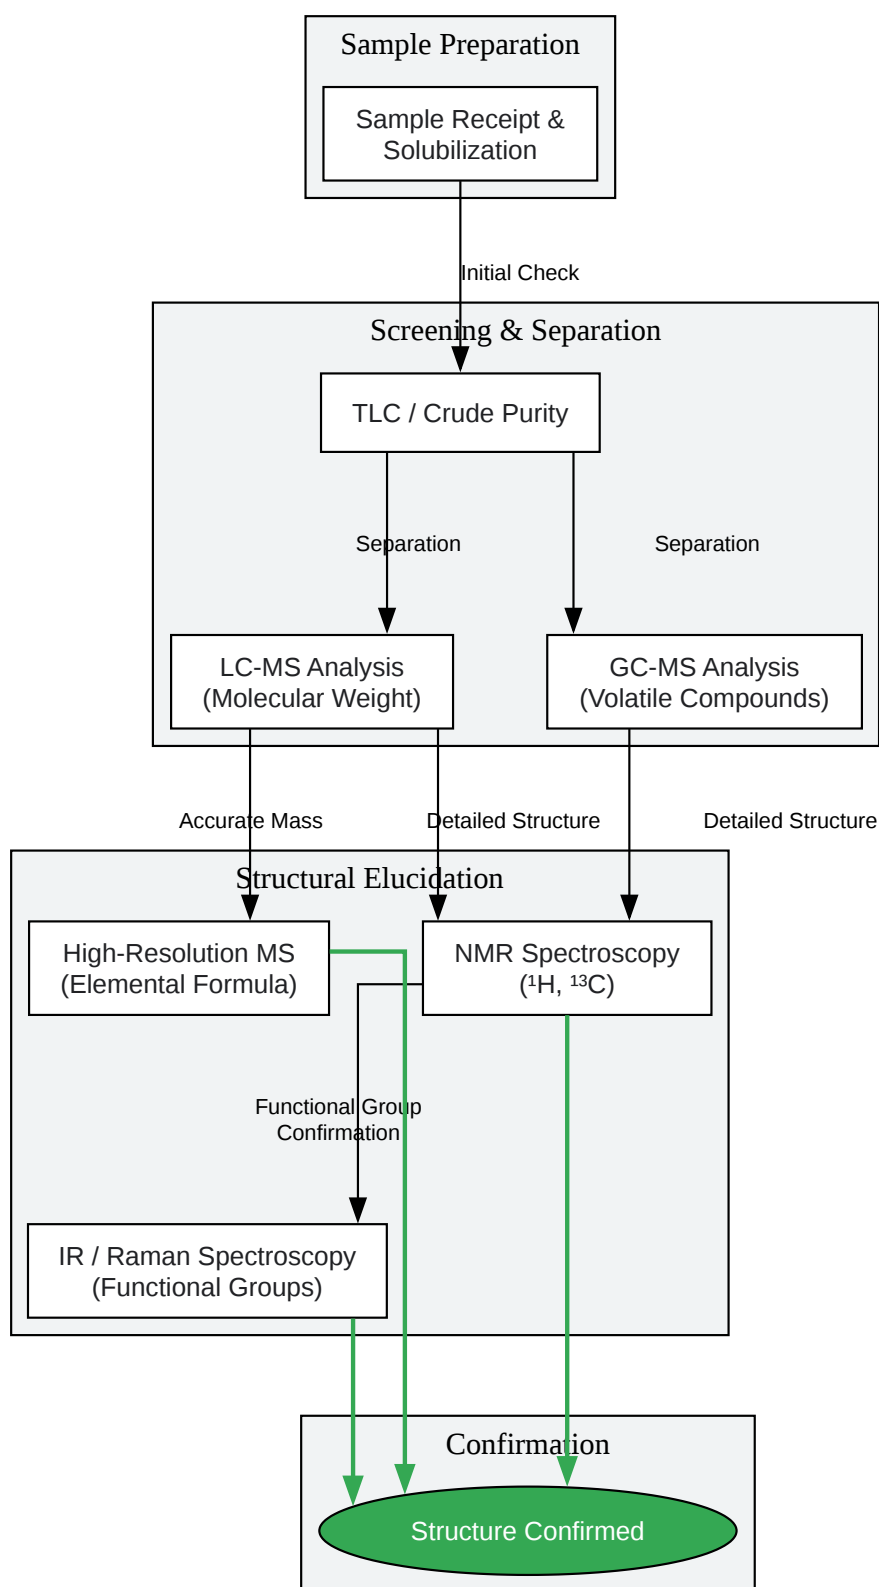 Sample Preparation
Sample Receipt &
Solubilization
Initial Check
Screening & Separation
TLC / Crude Purity
Separation
Separation
LC-MS Analysis
(Molecular Weight)
GC-MS Analysis
(Volatile Compounds)
Accurate Mass
Detailed Structure
Detailed Structure
Structural Elucidation
High-Resolution MS
(Elemental Formula)
NMR Spectroscopy
(¹H, ¹³C)
Functional Group
Confirmation
IR / Raman Spectroscopy
(Functional Groups)
Confirmation
Structure Confirmed